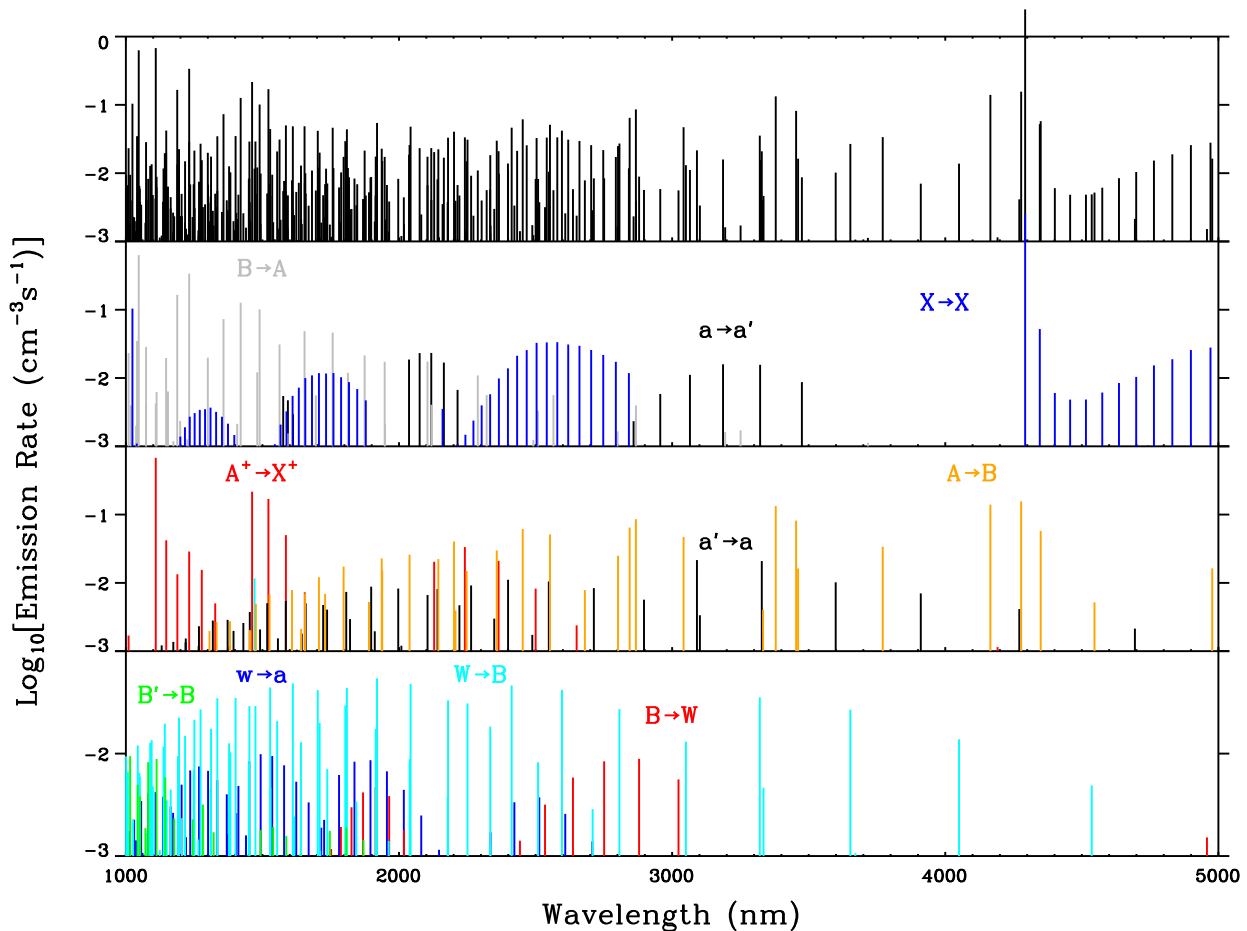 0
-1
-2
-3
B→A
X→X
a→a'
-1
-2
-3
A⁺→X⁺
A→B
a'→a
-1
-2
-3
B'→B
w→a
W→B
B→W
-2
-3
1000 2000 3000 4000 5000
Wavelength (nm)
Log₁₀[Emission Rate (cm⁻³s⁻¹)]